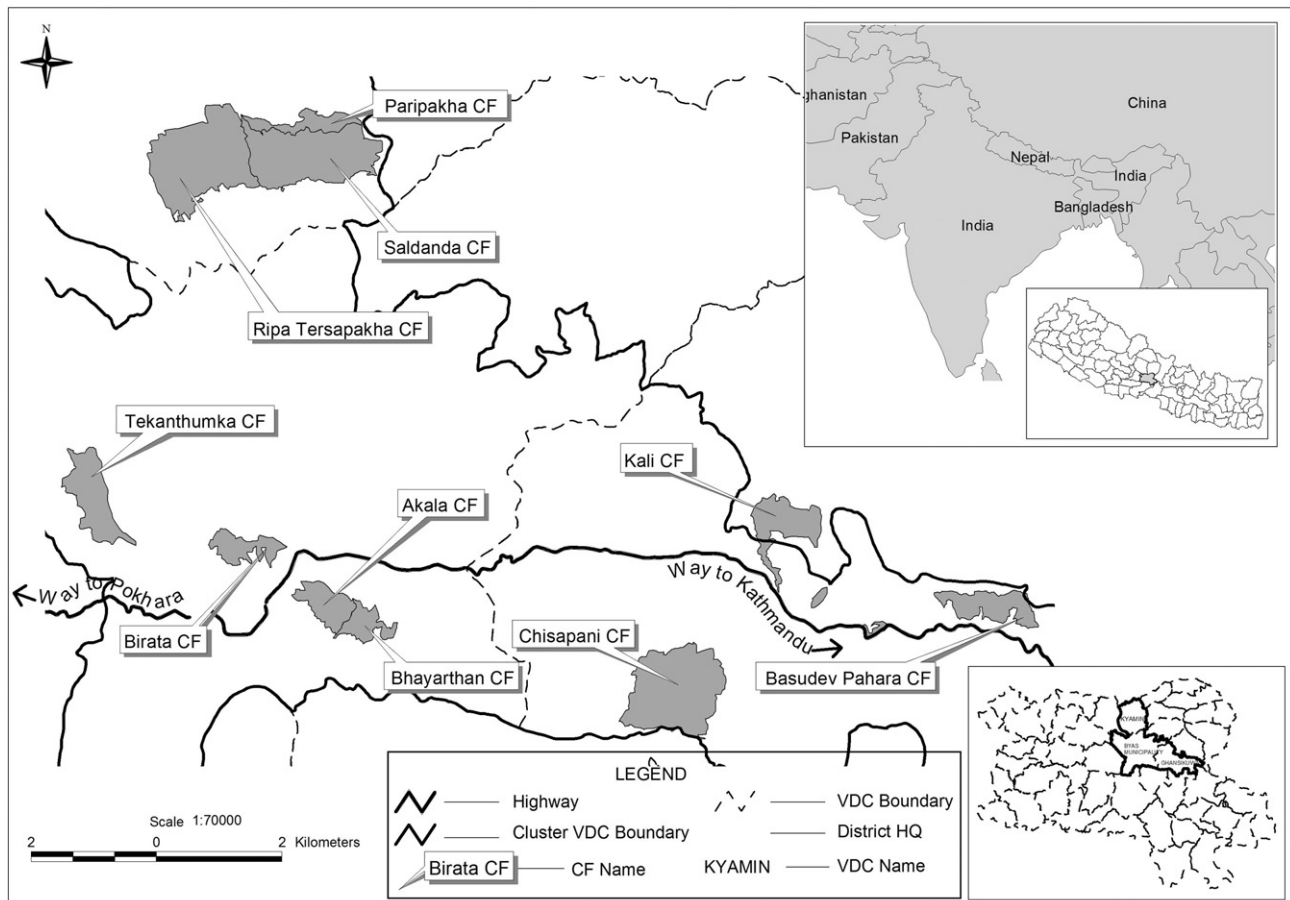 N
Paripakha CF
Saldanda CF
Ripa Tersapakha CF
ghanistan
China
Pakistan
Nepal
India
Bangladesh
India
Tekanthumka CF
Kali CF
Akala CF
Way to Pokhara
Way to Kathmandu
Birata CF
Chisapani CF
Bhayarthan CF
Basudev Pahara CF
KYAMIN
BYAS
MUNICIPALITY
LEGEND
Highway
VDC Boundary
Cluster VDC Boundary
District HQ
Birata CF
CF Name
KYAMIN
VDC Name
Scale 1:70000
2 0 2 Kilometers